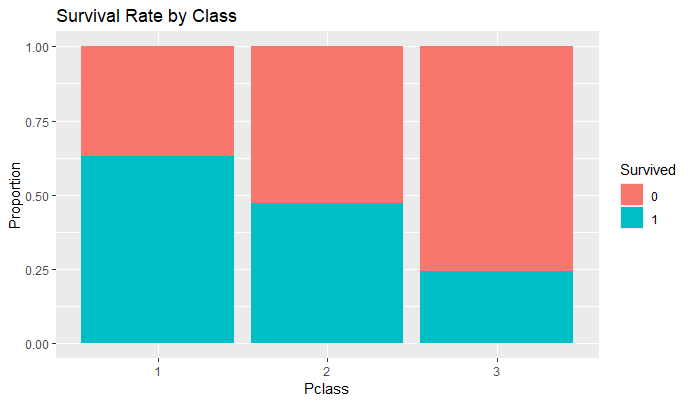 Survival Rate by Class
Proportion
1.00
0.75
0.50
0.25
0.00
1 2 3
Pclass
Survived
0
1